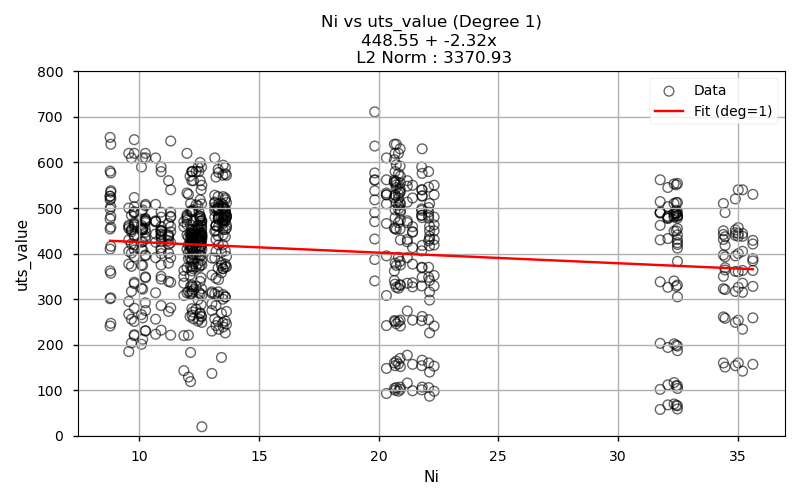 Ni vs uts_value (Degree 1)
448.55 + -2.32x
L2 Norm : 3370.93
Data
Fit (deg=1)
800
700
600
500
400
300
200
100
0
uts_value
10
15
20
25
30
35
Ni